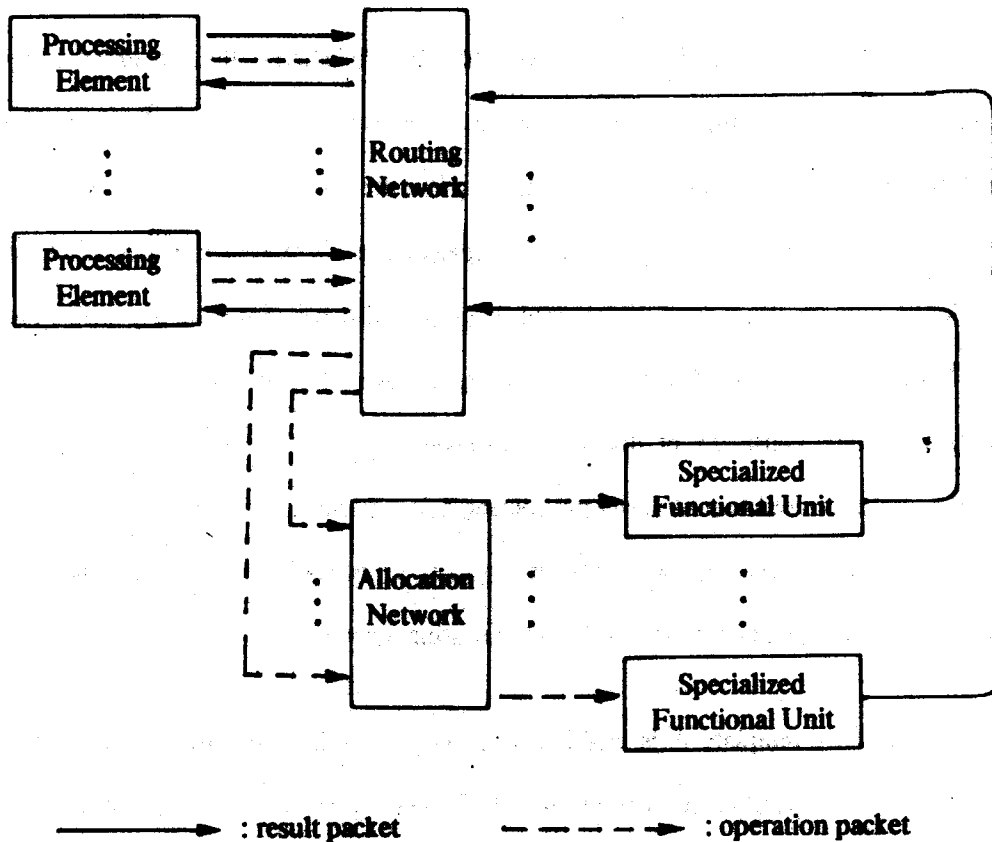 Processing
Element
Routing
Network
Processing
Element
Specialized
Functional Unit
Allocation
Network
Specialized
Functional Unit
: result packet
: operation packet